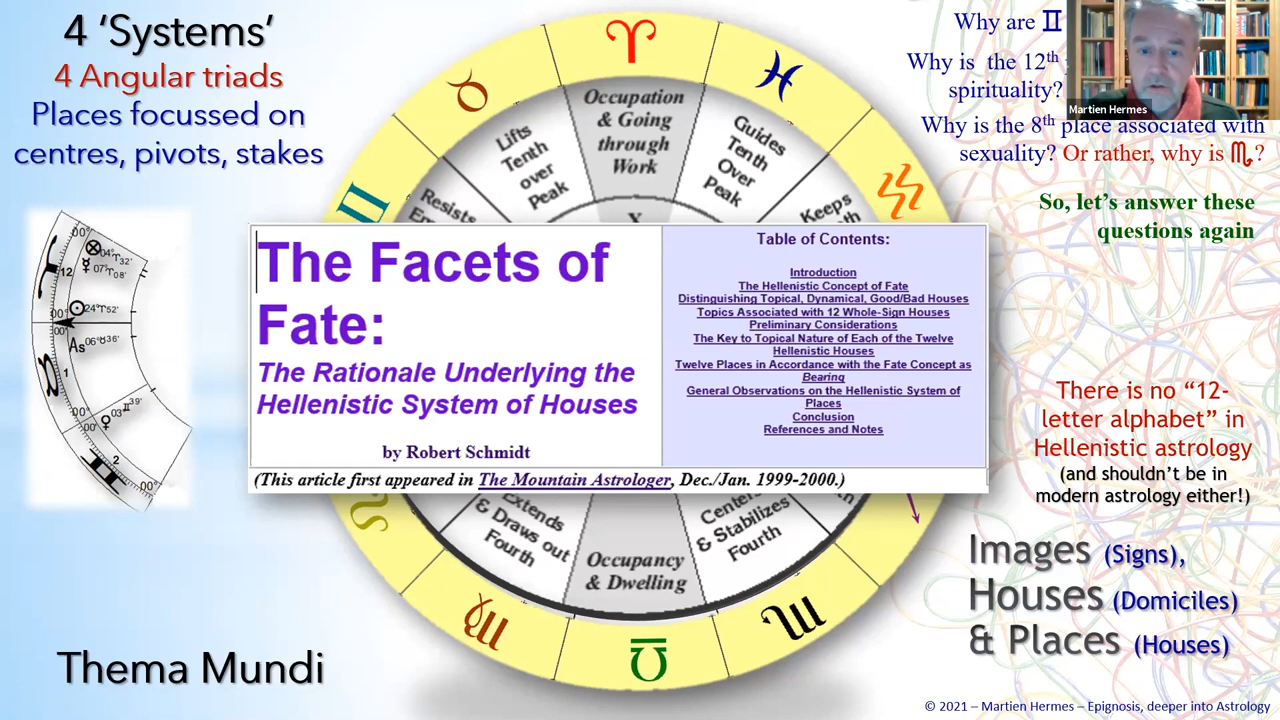 4 ‘Systems’
4 Angular triads
Places focussed on
centres, pivots, stakes
Why are ♊
Why is the 12th
spirituality?
Martien Hermes
Why is the 8th place associated with
sexuality? Or rather, why is ♏?
So, let’s answer these
questions again
Occupation
& Going
through
Work
X
Lifts
Tenth
over
Peak
Guides
Tenth
Over
Peak
Resists
Keeps
The Facets of
Fate:
The Rationale Underlying the
Hellenistic System of Houses
by Robert Schmidt
Table of Contents:
Introduction
The Hellenistic Concept of Fate
Distinguishing Topical, Dynamical, Good/Bad Houses
Topics Associated with 12 Whole-Sign Houses
Preliminary Considerations
The Key to Topical Nature of Each of the Twelve
Hellenistic Houses
Twelve Places in Accordance with the Fate Concept as
Bearing
General Observations on the Hellenistic System of
Places
Conclusion
References and Notes
(This article first appeared in The Mountain Astrologer, Dec./Jan. 1999-2000.)
Extends
& Draws out
Fourth
Occupancy
& Dwelling
& Stabilizes
Fourth
There is no “12-
letter alphabet” in
Hellenistic astrology
(and shouldn’t be in
modern astrology either!)
Images (Signs),
Houses (Domiciles)
& Places (Houses)
Thema Mundi
© 2021 – Martien Hermes – Epignosis, deeper into Astrology